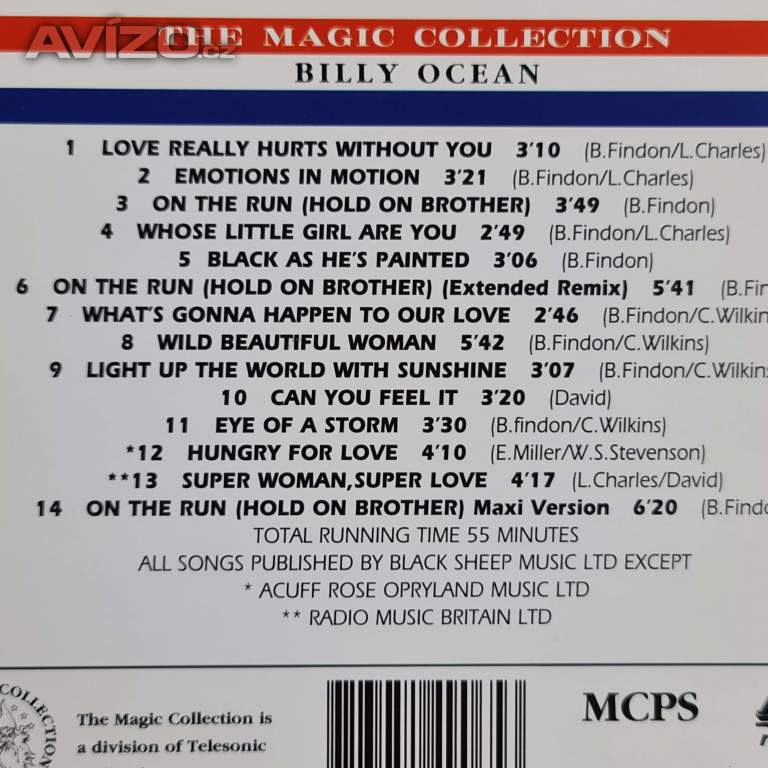 THE MAGIC COLLECTION
AVÍZO.cz
BILLY OCEAN
1 LOVE REALLY HURTS WITHOUT YOU 3'10 (B.Findon/L.Charles)
2 EMOTIONS IN MOTION 3'21 (B.Findon/L.Charles)
3 ON THE RUN (HOLD ON BROTHER) 3'49 (B.Findon)
4 WHOSE LITTLE GIRL ARE YOU 2'49 (B.Findon/L.Charles)
5 BLACK AS HE'S PAINTED 3'06 (B.Findon)
6 ON THE RUN (HOLD ON BROTHER) (Extended Remix) 5'41
7 WHAT'S GONNA HAPPEN TO OUR LOVE 2'46 (B.Findon/C.Wilkin
8 WILD BEAUTIFUL WOMAN 5'42 (B.Findon/C.Wilkins)
9 LIGHT UP THE WORLD WITH SUNSHINE 3'07 (B.Findon/C.Wilkins
10 CAN YOU FEEL IT 3'20 (David)
11 EYE OF A STORM 3'30 (B.findon/C.Wilkins)
*12 HUNGRY FOR LOVE 4'10 (E.Miller/W.S.Stevenson)
**13 SUPER WOMAN,SUPER LOVE 4'17 (L.Charles/David)
14 ON THE RUN (HOLD ON BROTHER) Maxi Version 6'20 (B.Findo
TOTAL RUNNING TIME 55 MINUTES
ALL SONGS PUBLISHED BY BLACK SHEEP MUSIC LTD EXCEPT
* ACUFF ROSE OPRYLAND MUSIC LTD
** RADIO MUSIC BRITAIN LTD
COLLECTION
The Magic Collection is
a division of Telesonic
MCPS